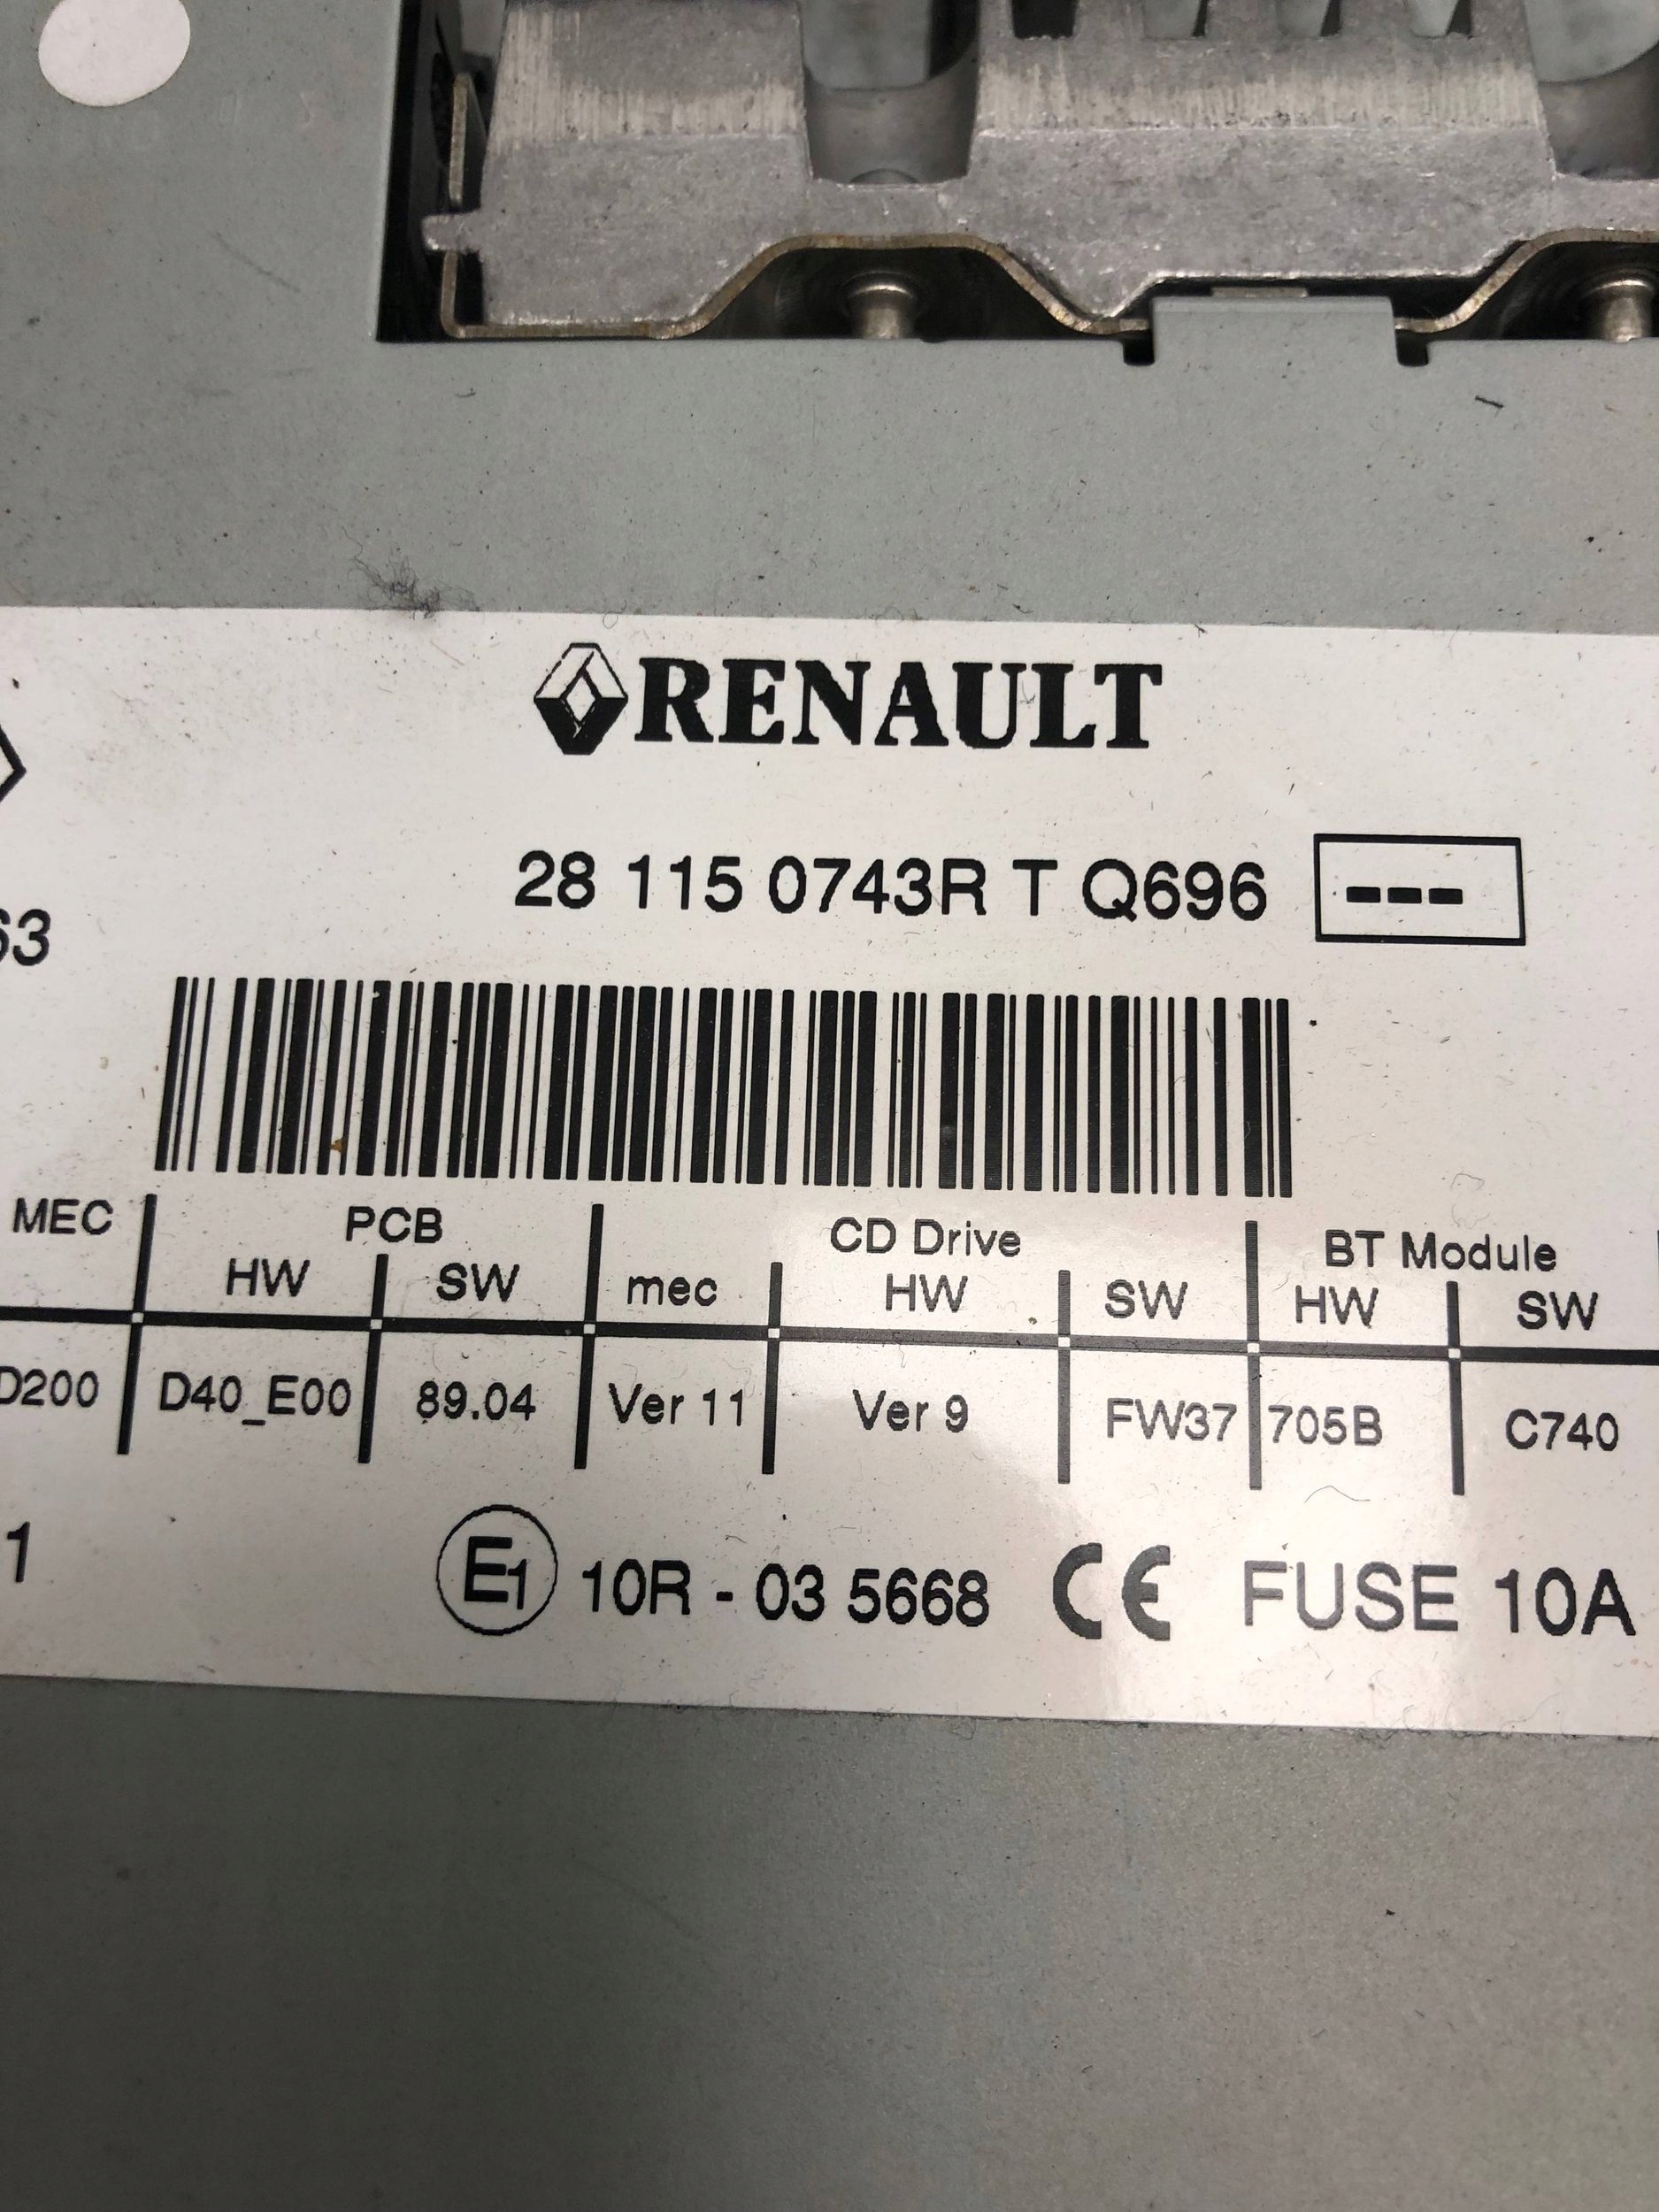 RENAULT
28 115 0743R T Q696 ---
63
MEC PCB CD Drive BT Module
HW SW mec HW SW HW SW
D200 D40_E00 89.04 Ver 11 Ver 9 FW37 705B C740
1 E1 10R - 03 5668 CE FUSE 10A